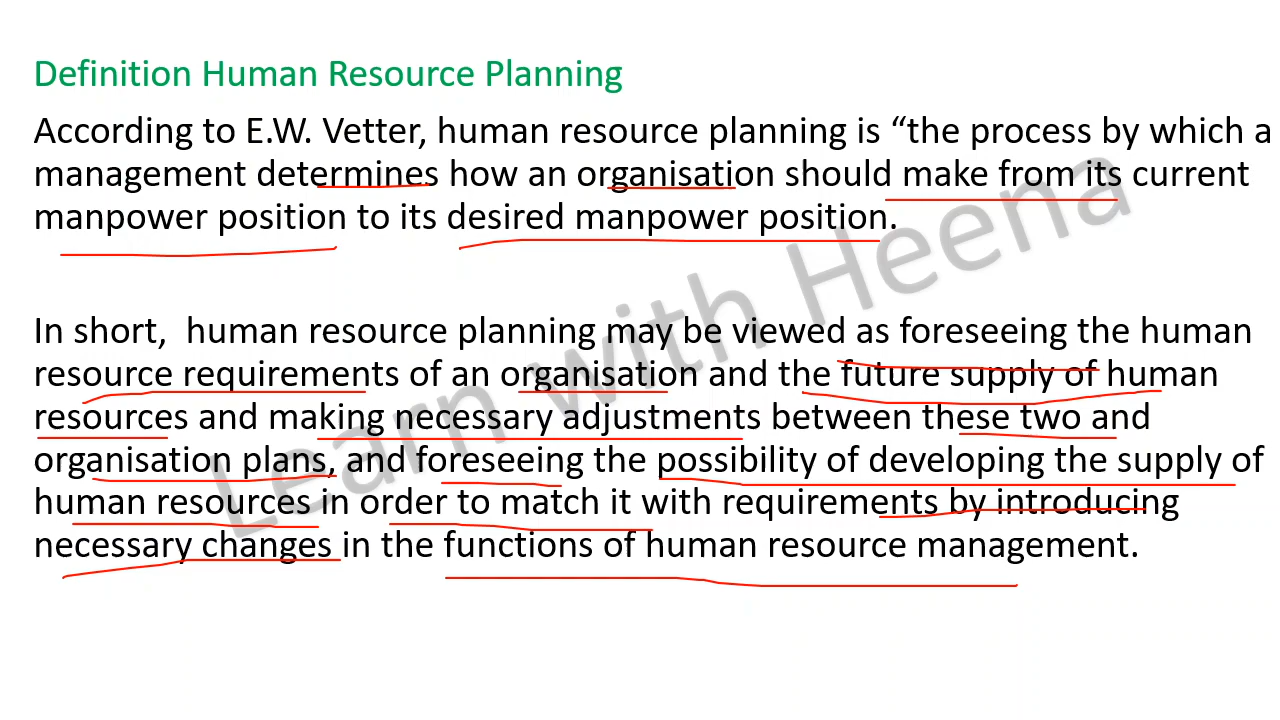 Definition Human Resource Planning
According to E.W. Vetter, human resource planning is “the process by which a
management determines how an organisation should make from its current
manpower position to its desired manpower position.
In short,  human resource planning may be viewed as foreseeing the human
resource requirements of an organisation and the future supply of human
resources and making necessary adjustments between these two and
organisation plans, and foreseeing the possibility of developing the supply of
human resources in order to match it with requirements by introducing
necessary changes in the functions of human resource management.
Learn with Heena